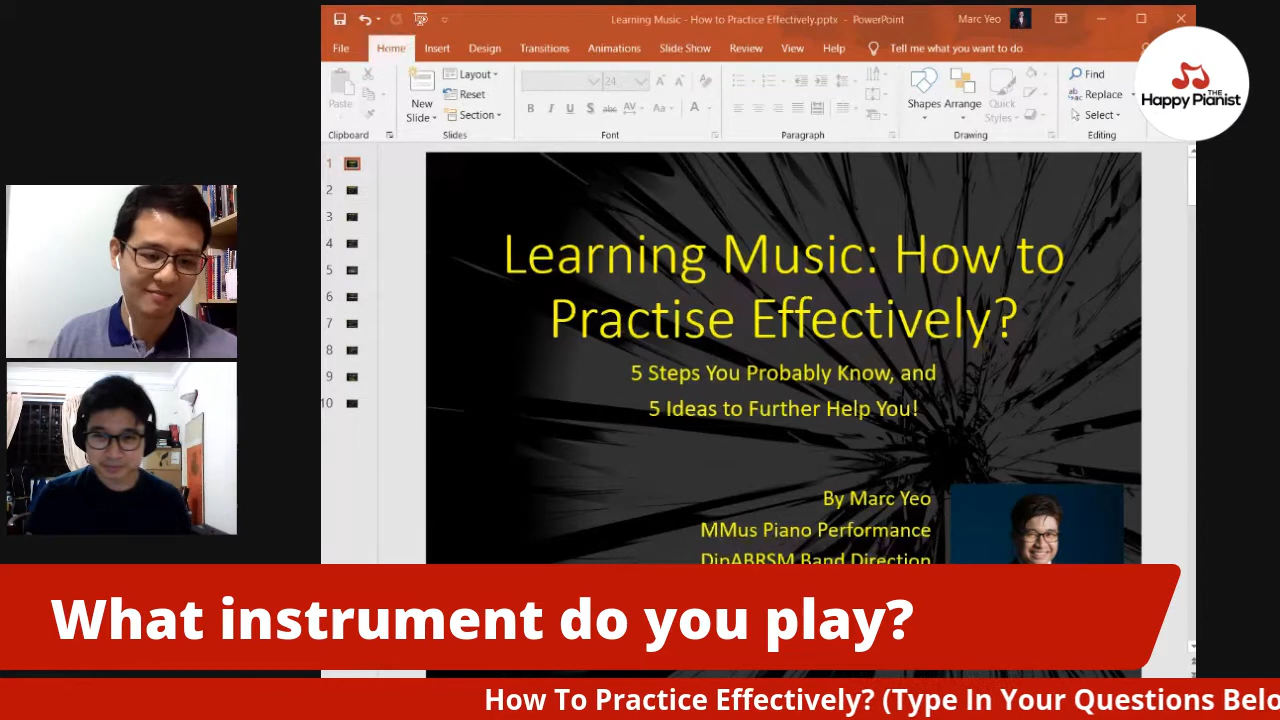 Learning Music - How to Practice Effectively.pptx - PowerPoint
Marc Yeo
File Home Insert Design Transitions Animations Slide Show Review View Help Tell me what you want to do
Paste
Clipboard
New
Slide
Layout
Reset
Section
Slides
24
B I U S abc AV Aa A
Font
Paragraph
Shapes Arrange Quick
Styles
Drawing
Find
Replace
Select
Editing
THE
Happy Pianist
1
2
3
4
5
6
7
8
9
10
Learning Music: How to
Practise Effectively?
5 Steps You Probably Know, and
5 Ideas to Further Help You!
By Marc Yeo
MMus Piano Performance
DipABRSM Band Direction
What instrument do you play?
How To Practice Effectively? (Type In Your Questions Belo